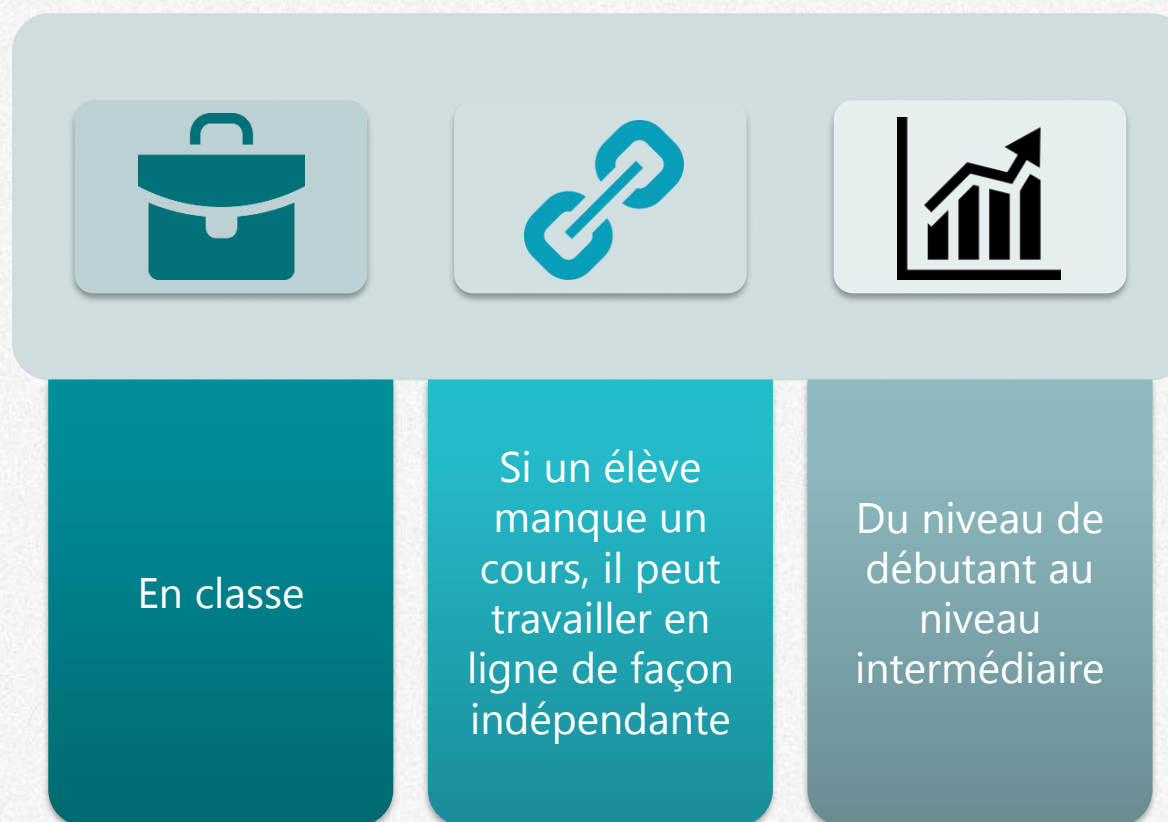 En classe
Si un élève
manque un
cours, il peut
travailler en
ligne de façon
indépendante
Du niveau de
débutant au
niveau
intermédiaire